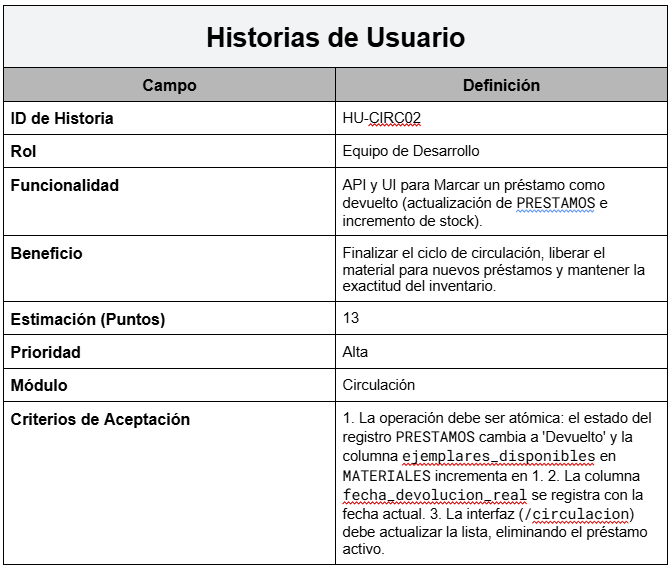 Historias de Usuario
Campo
Definición
ID de Historia
HU-CIRC02
Rol
Equipo de Desarrollo
Funcionalidad
API y UI para Marcar un préstamo como
devuelto (actualización de PRESTAMOS e
incremento de stock).
Beneficio
Finalizar el ciclo de circulación, liberar el
material para nuevos préstamos y mantener la
exactitud del inventario.
Estimación (Puntos)
13
Prioridad
Alta
Módulo
Circulación
Criterios de Aceptación
1. La operación debe ser atómica: el estado del
registro PRESTAMOS cambia a 'Devuelto' y la
columna ejemplares_disponibles en
MATERIALES incrementa en 1. 2. La columna
fecha_devolucion_real se registra con la
fecha actual. 3. La interfaz (/circulacion)
debe actualizar la lista, eliminando el préstamo
activo.